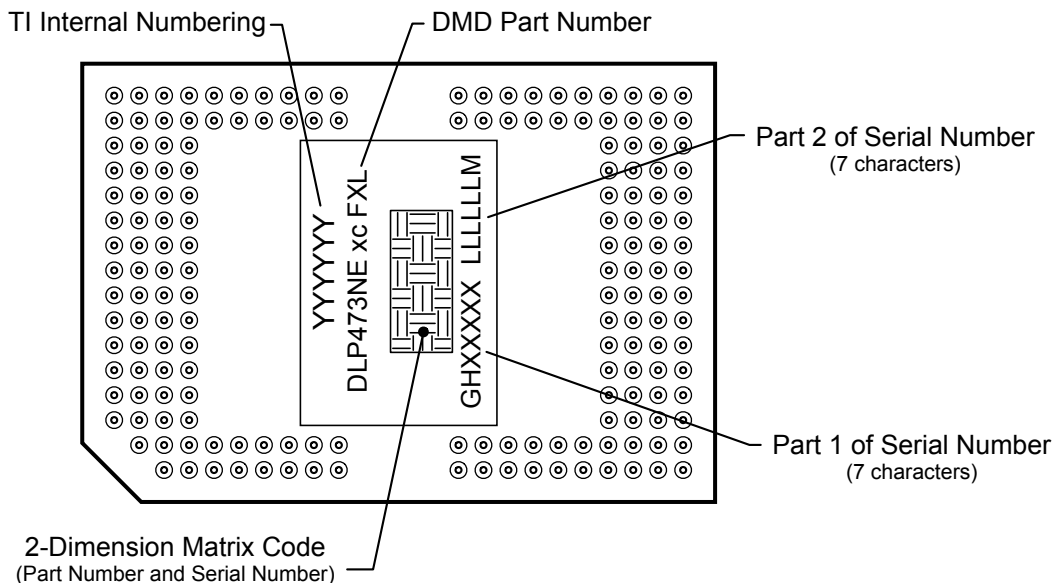 TI Internal Numbering
DMD Part Number
Part 2 of Serial Number
(7 characters)
YYYYYYY
DLP473NE xc FXL
GHXXXXX LLLLLLM
Part 1 of Serial Number
(7 characters)
2-Dimension Matrix Code
(Part Number and Serial Number)